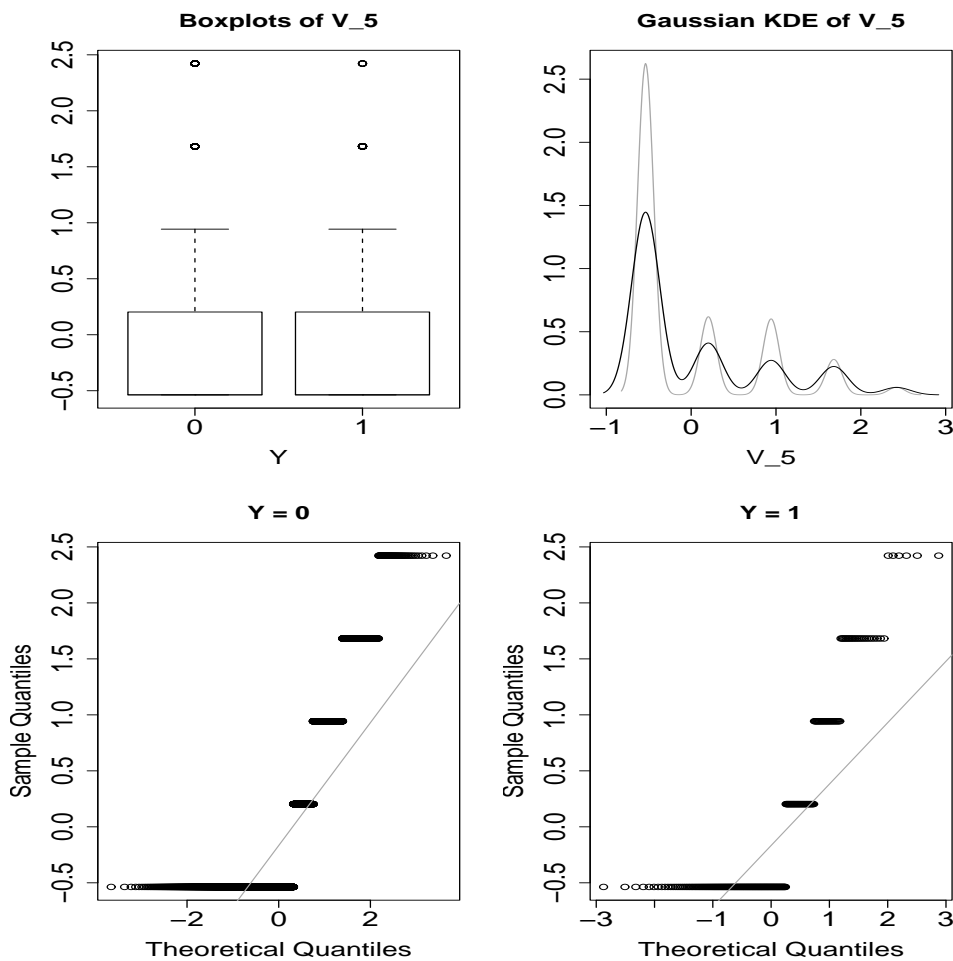 Boxplots of V_5
2.5
2.0
1.5
1.0
0.5
0.0
−0.5
0 1
Y
Gaussian KDE of V_5
2.5
2.0
1.5
1.0
0.5
0.0
−1 0 1 2 3
V_5
Y = 0
Sample Quantiles
2.5
2.0
1.5
1.0
0.5
0.0
−0.5
−2 0 2
Theoretical Quantiles
Y = 1
Sample Quantiles
2.5
2.0
1.5
1.0
0.5
0.0
−0.5
−3 −1 0 1 2 3
Theoretical Quantiles